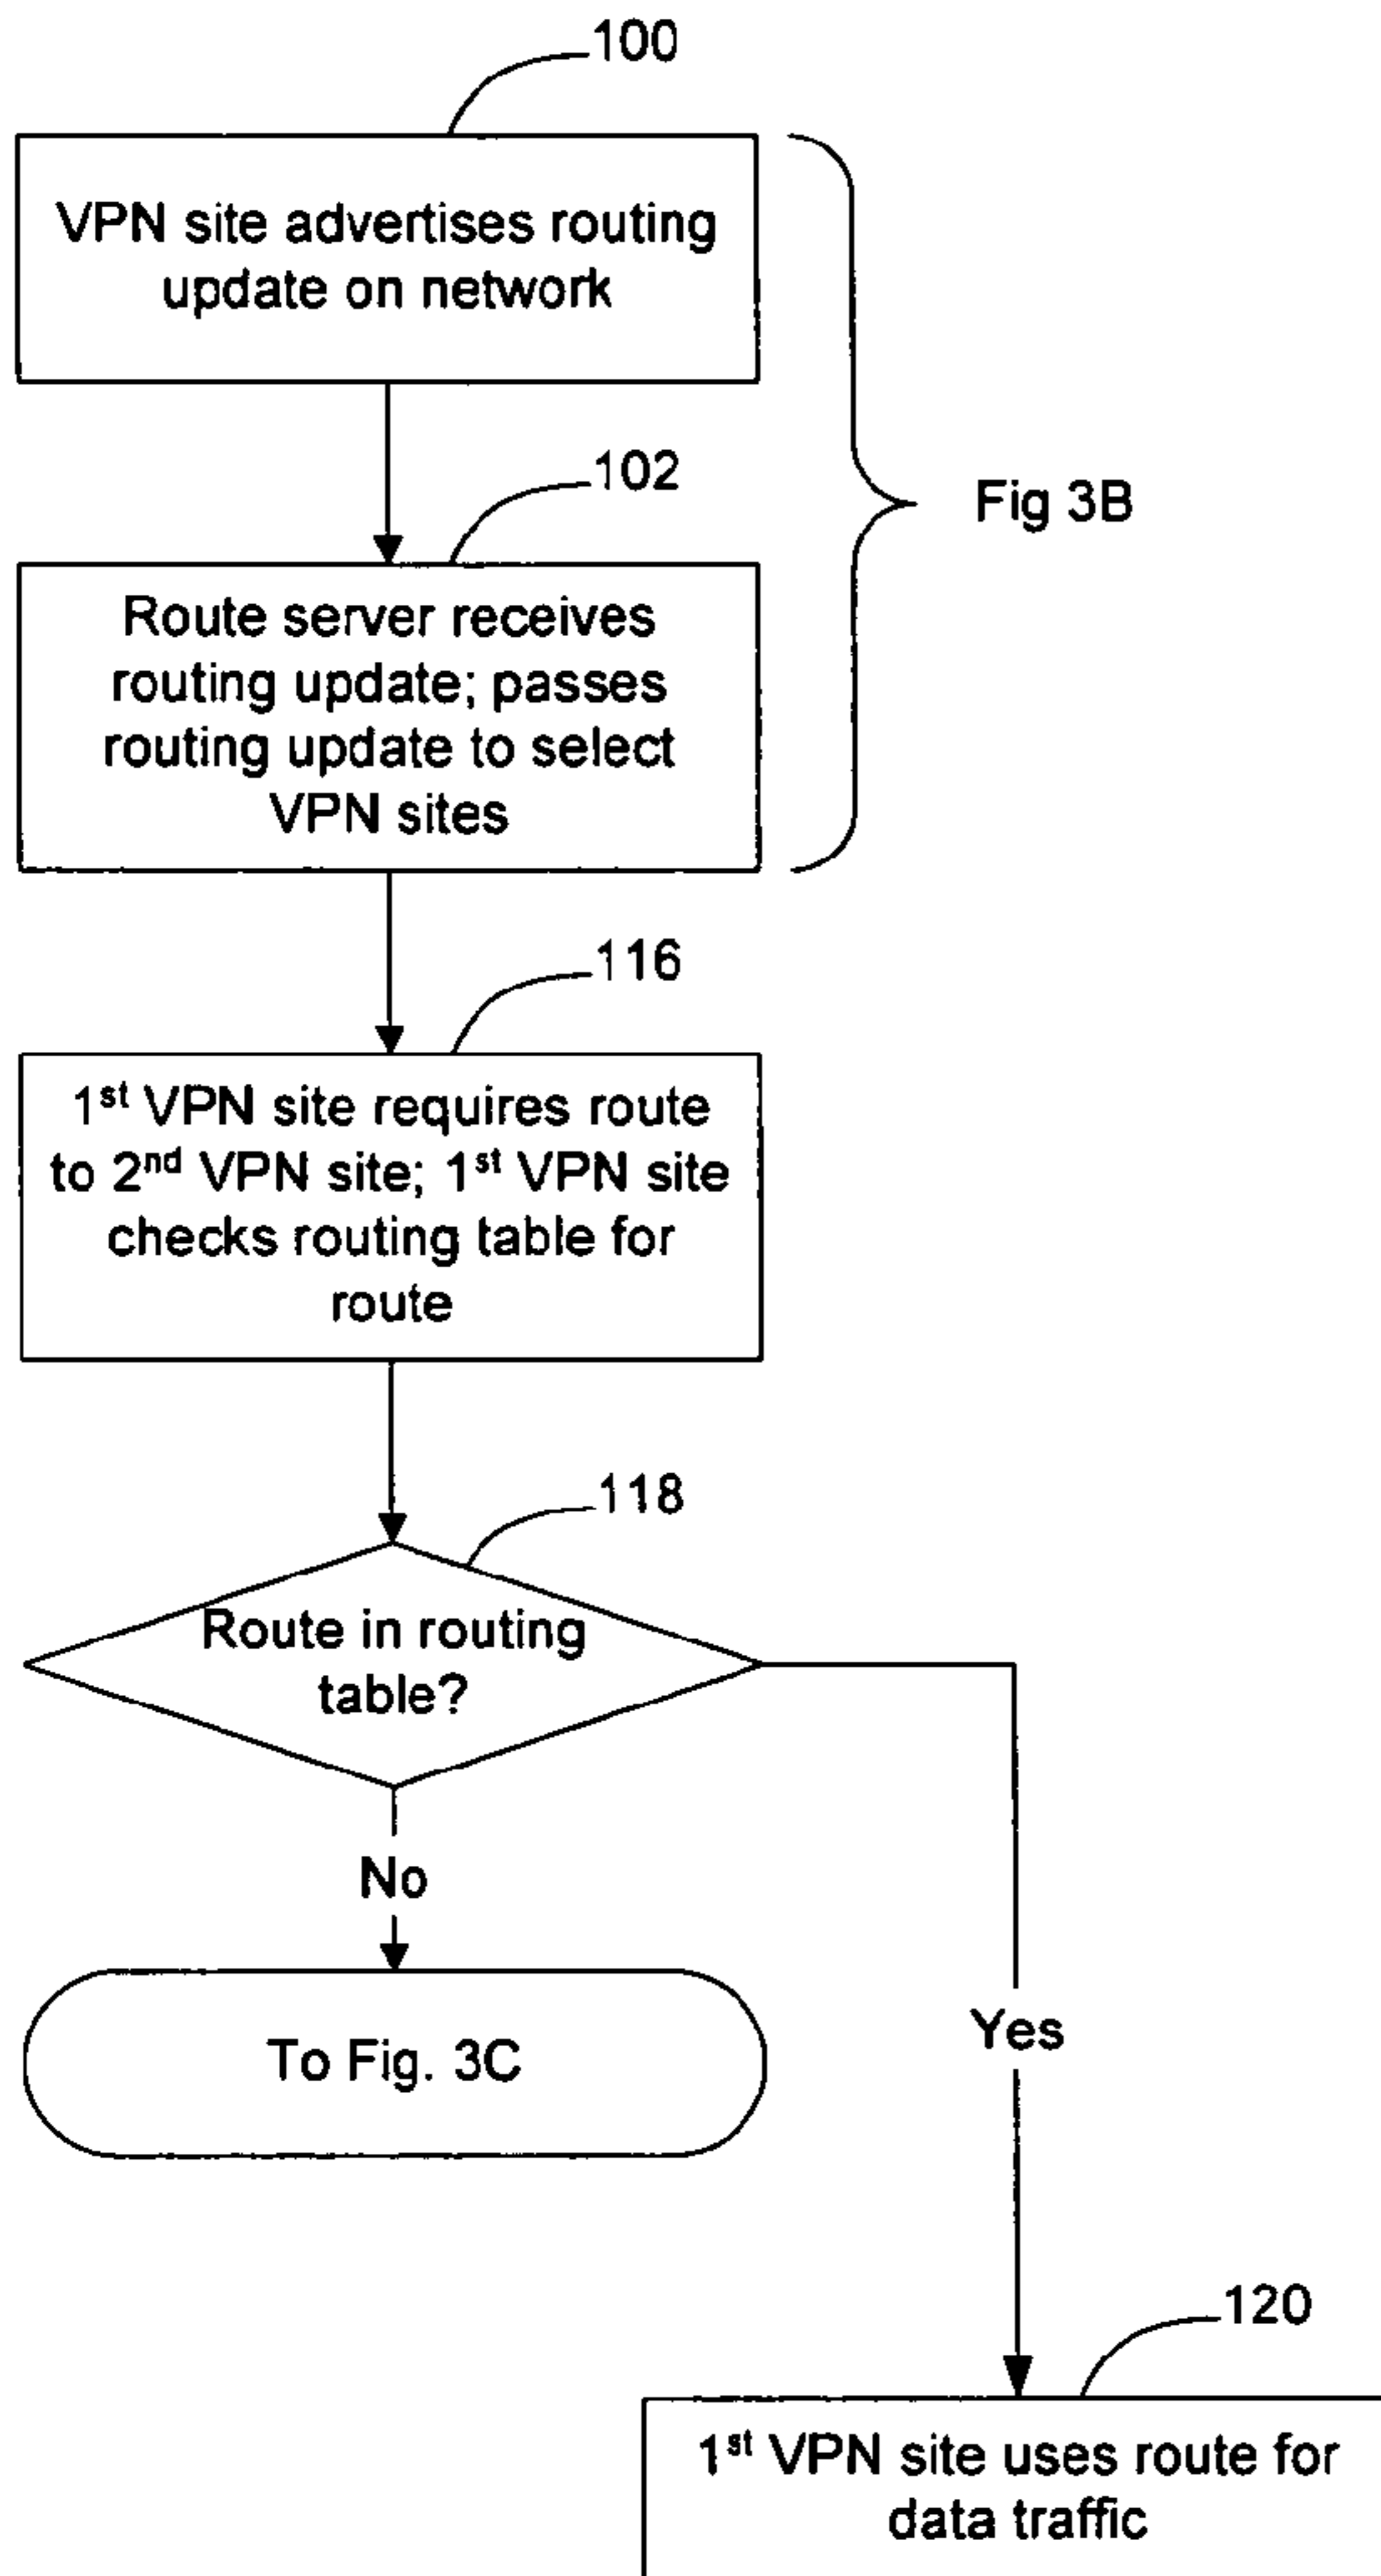 100
VPN site advertises routing
update on network
102
Fig 3B
Route server receives
routing update; passes
routing update to select
VPN sites
116
1st VPN site requires route
to 2nd VPN site; 1st VPN site
checks routing table for
route
118
Route in routing
table?
No
Yes
To Fig. 3C
120
1st VPN site uses route for
data traffic